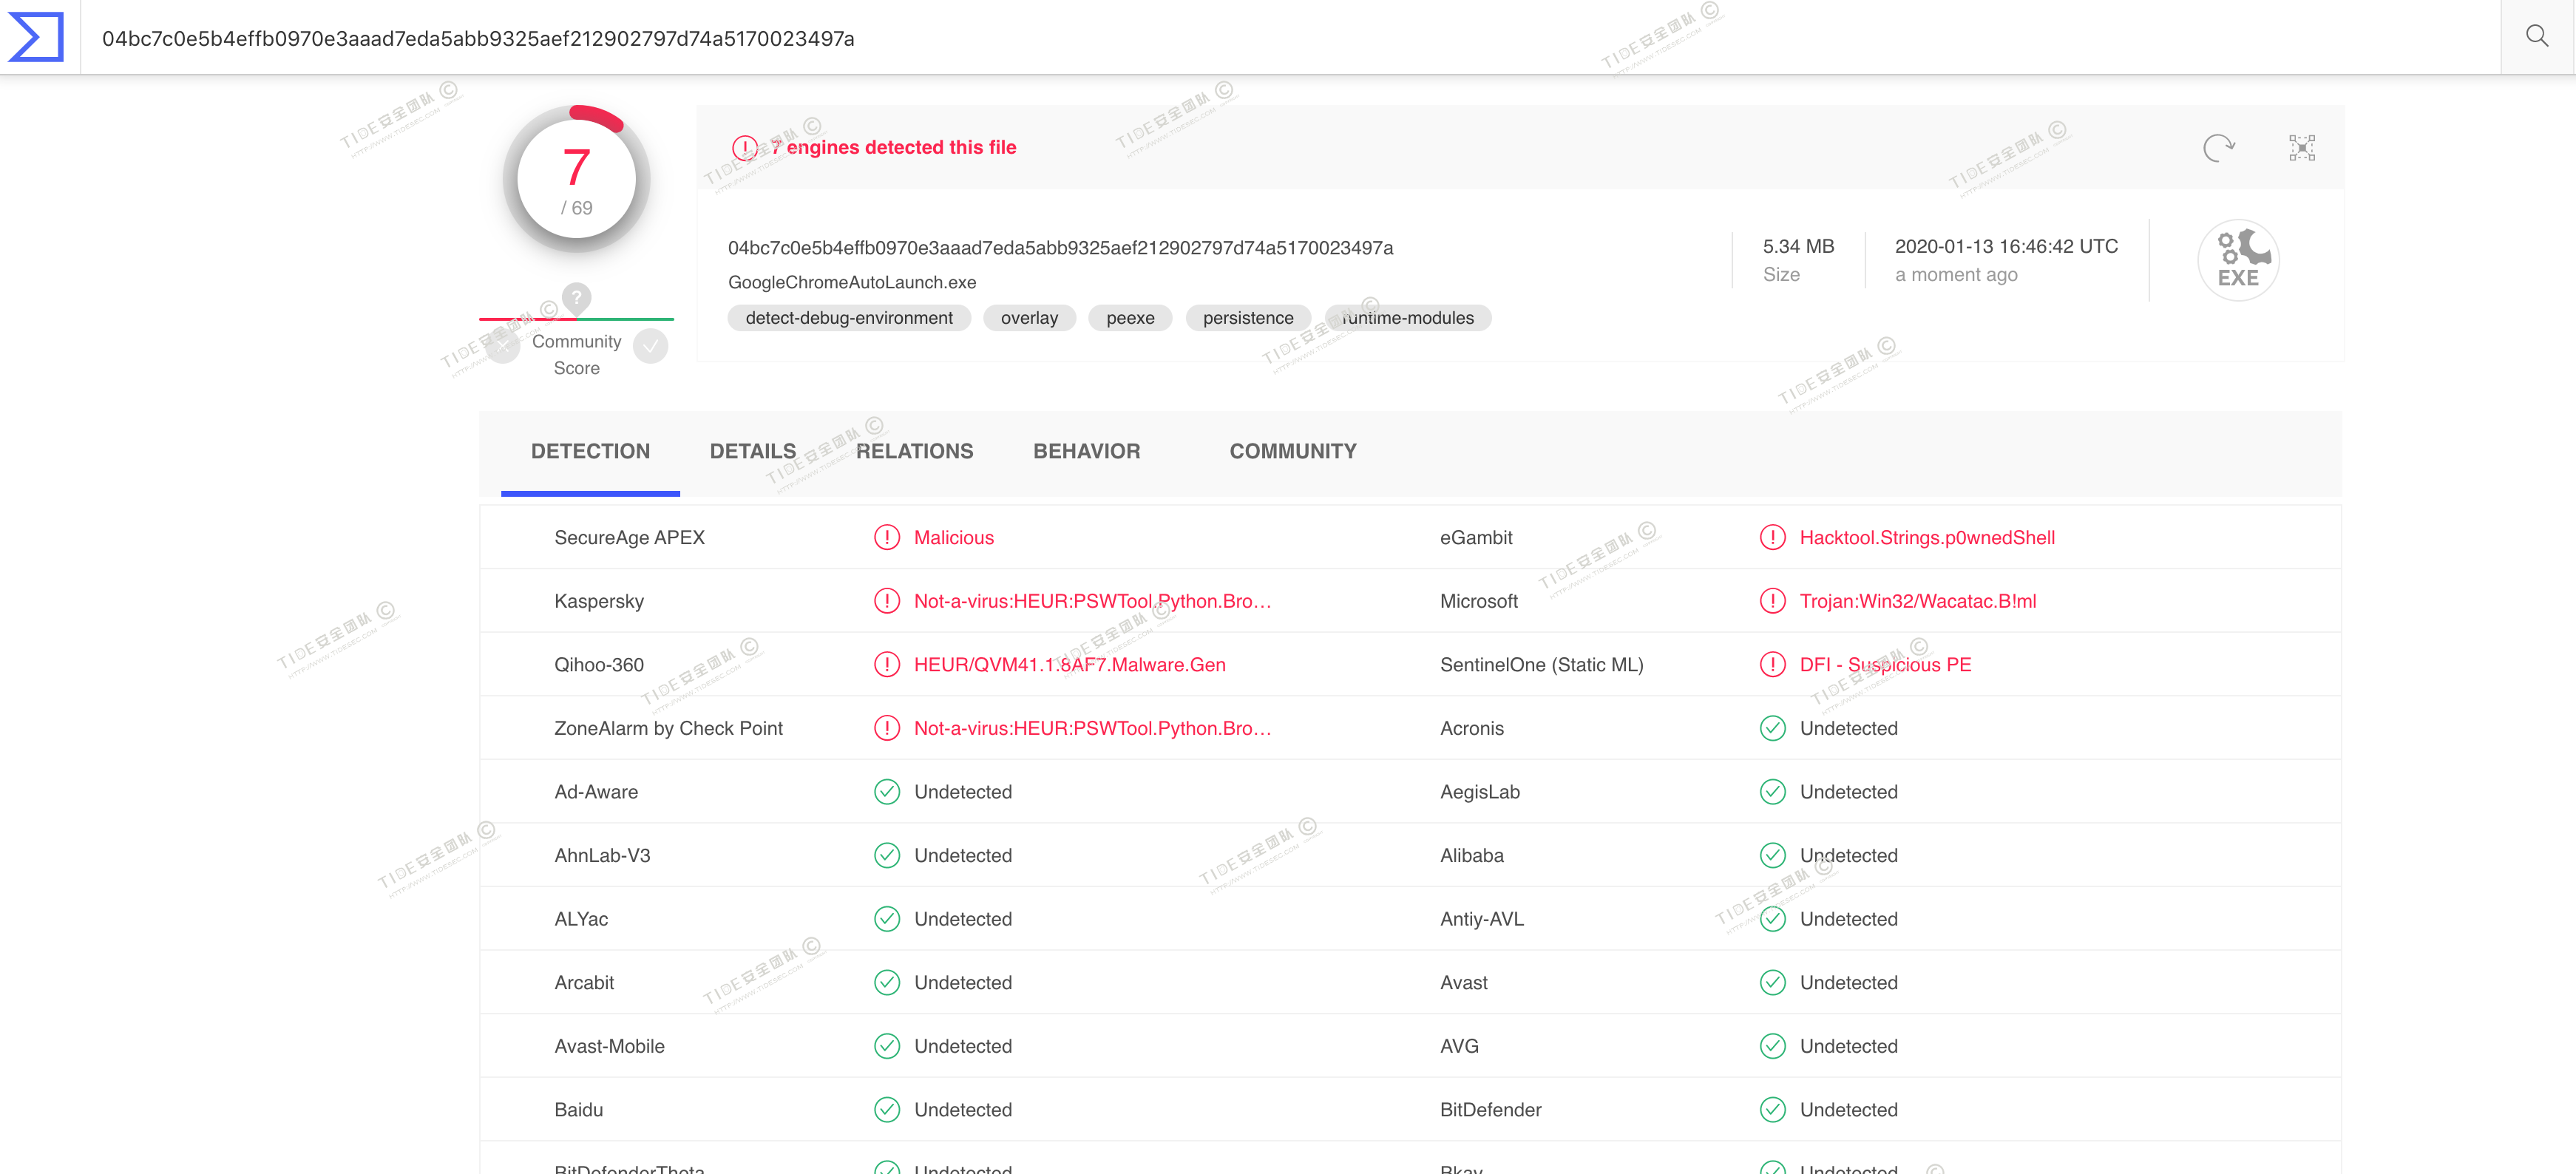 04bc7c0e5b4effb0970e3aaad7eda5abb9325aef212902797d74a5170023497a
7
/ 69
7 engines detected this file
04bc7c0e5b4effb0970e3aaad7eda5abb9325aef212902797d74a5170023497a
GoogleChromeAutoLaunch.exe
detect-debug-environment overlay peexe persistence runtime-modules
5.34 MB
Size
2020-01-13 16:46:42 UTC
a moment ago
EXE
?
Community
Score
DETECTION DETAILS RELATIONS BEHAVIOR COMMUNITY
SecureAge APEX Malicious eGambit Hacktool.Strings.p0wnedShell
Kaspersky Not-a-virus:HEUR:PSWTool.Python.Bro… Microsoft Trojan:Win32/Wacatac.B!ml
Qihoo-360 HEUR/QVM41.1.8AF7.Malware.Gen SentinelOne (Static ML) DFI - Suspicious PE
ZoneAlarm by Check Point Not-a-virus:HEUR:PSWTool.Python.Bro… Acronis Undetected
Ad-Aware Undetected AegisLab Undetected
AhnLab-V3 Undetected Alibaba Undetected
ALYac Undetected Antiy-AVL Undetected
Arcabit Undetected Avast Undetected
Avast-Mobile Undetected AVG Undetected
Baidu Undetected BitDefender Undetected
BitDefenderTheta Undetected Bkav Undetected
TIDE安全团队 ©
HTTP://WWW.TIDESEC.COM